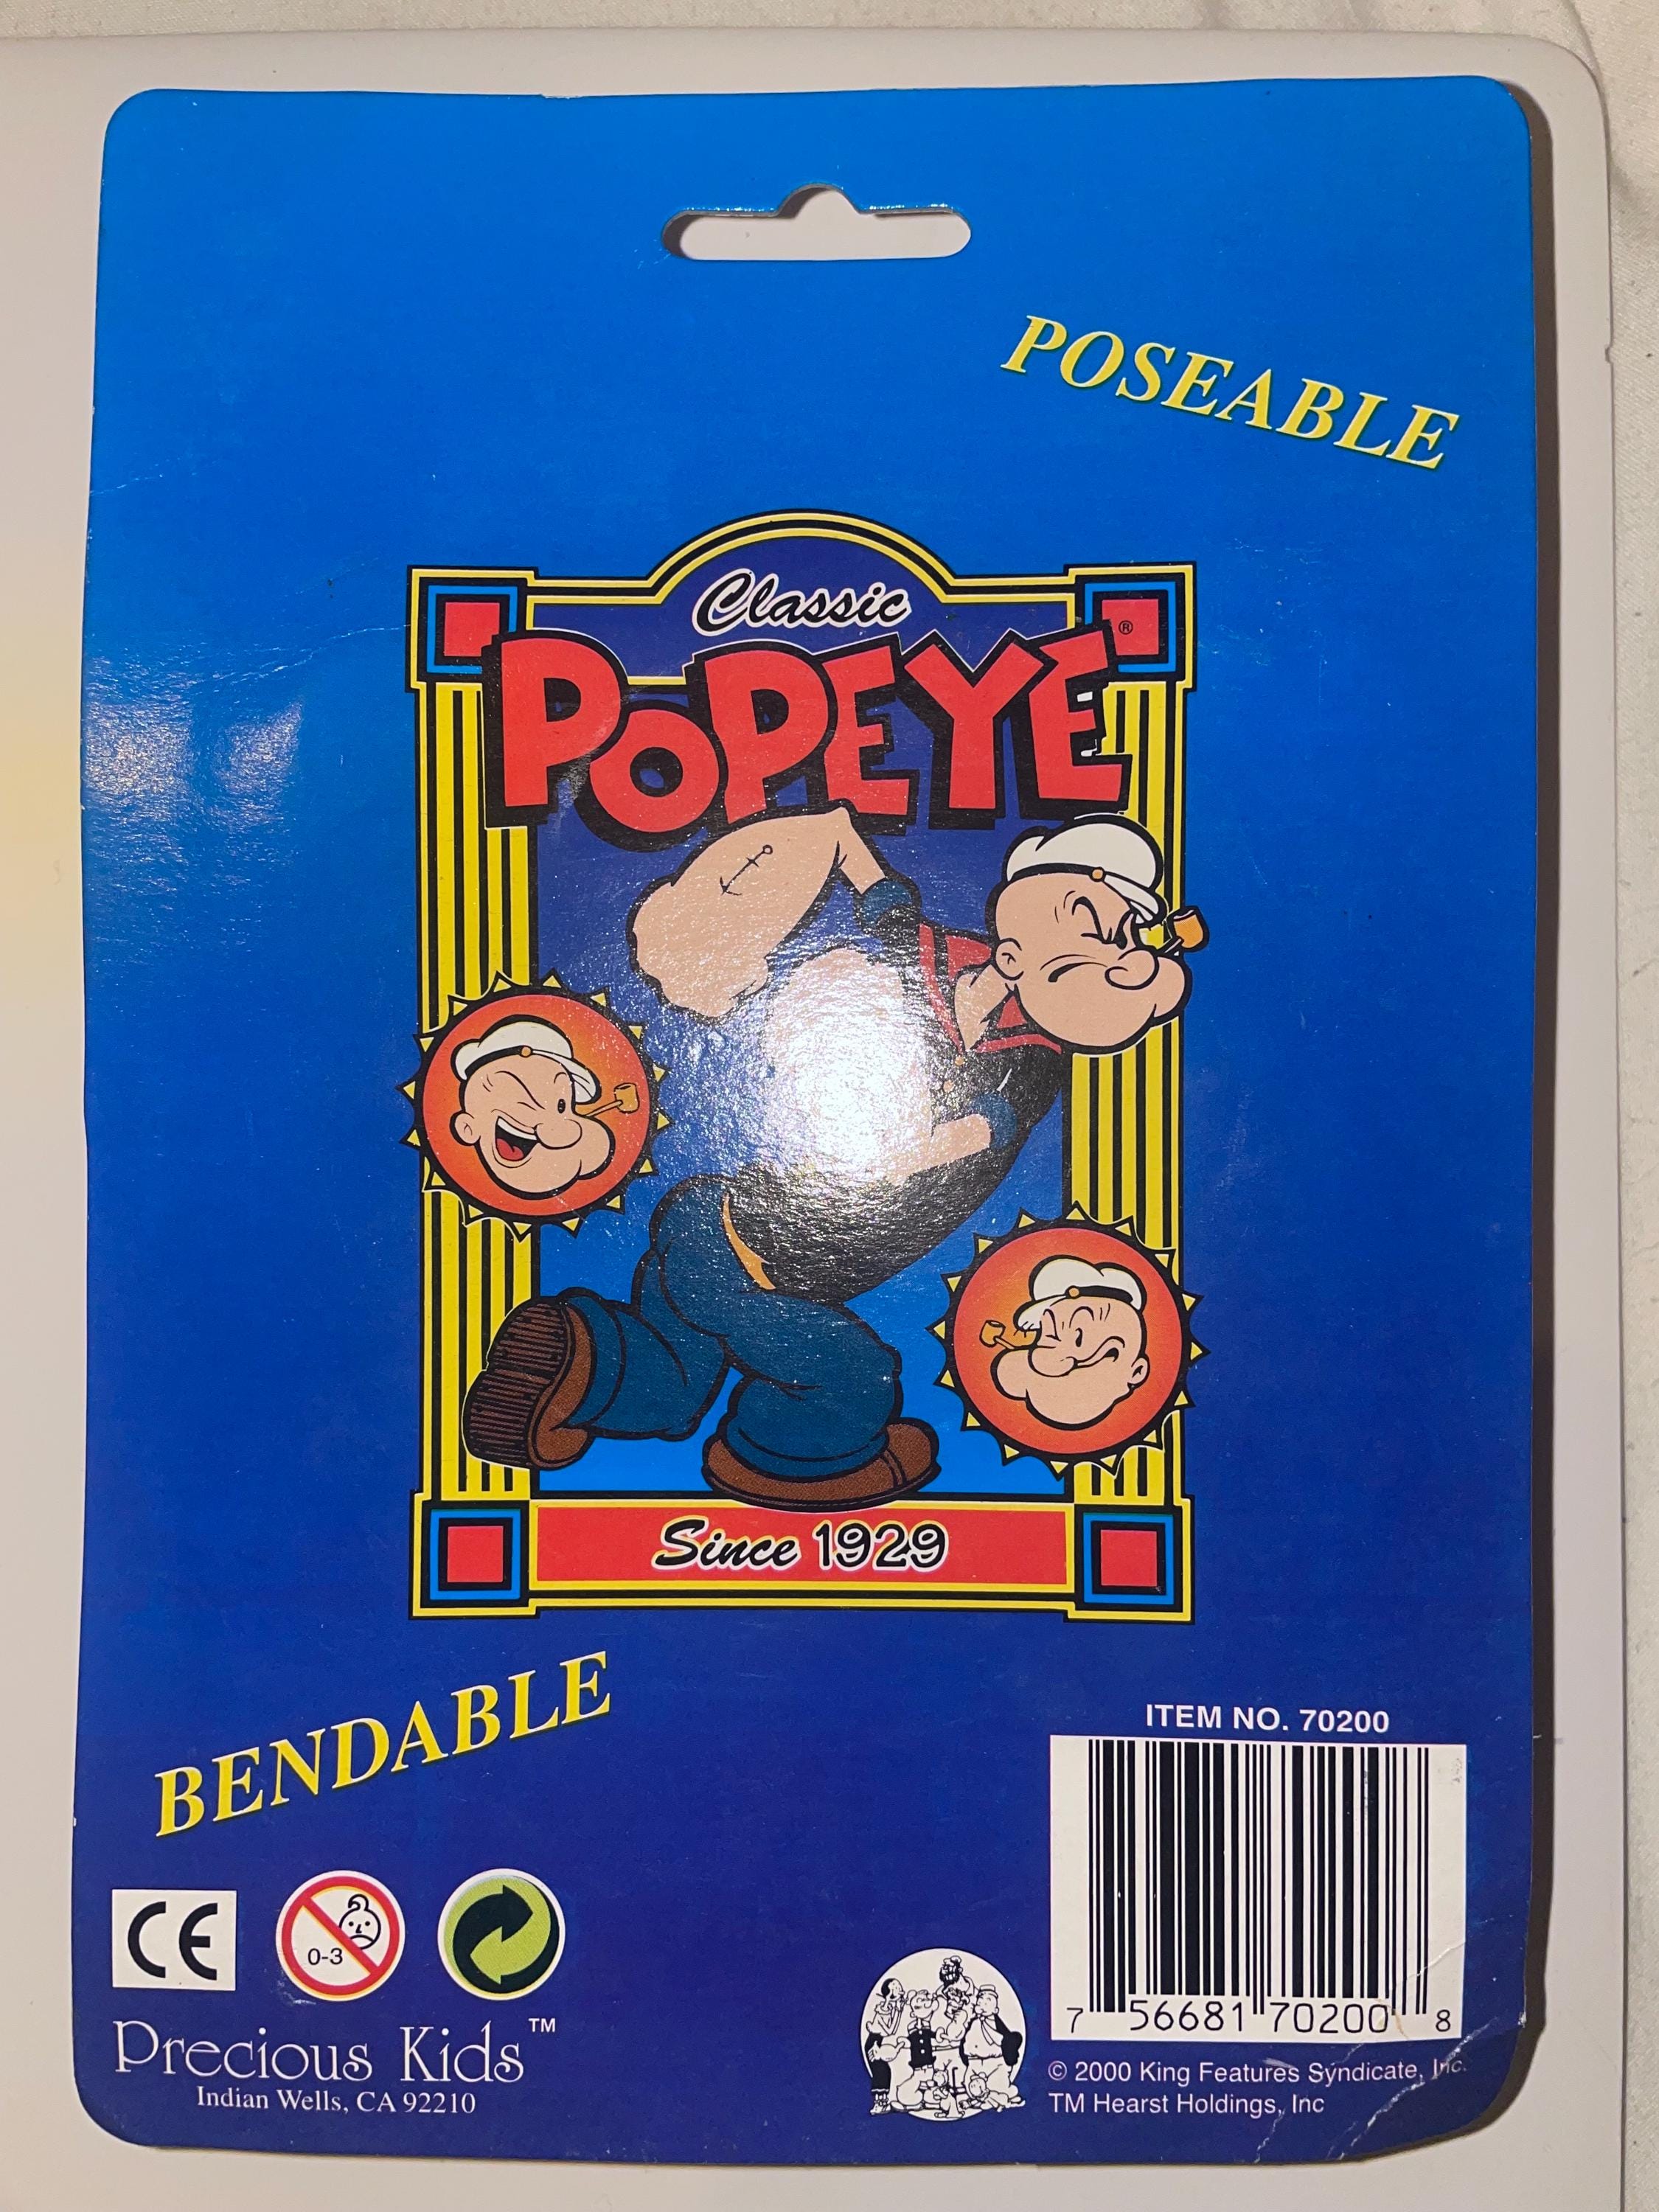 POSEABLE
Classic
POPEYE®
Since 1929
BENDABLE
ITEM NO. 70200
7 56681 70200 8
CE
0-3
Precious Kids™
Indian Wells, CA 92210
© 2000 King Features Syndicate, Inc.
TM Hearst Holdings, Inc